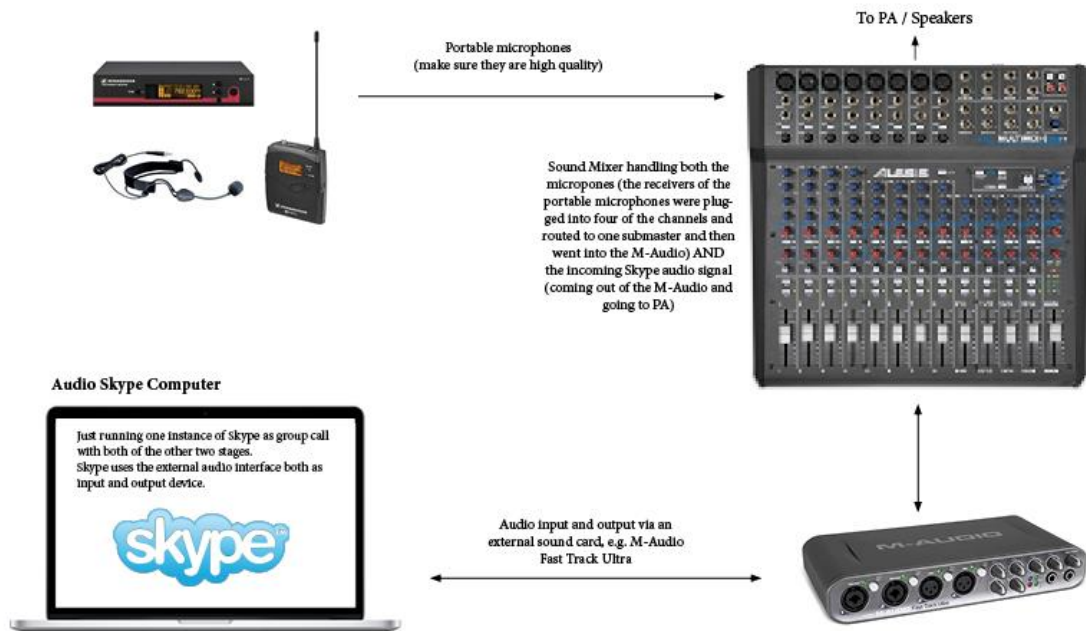 To PA / Speakers
Portable microphones
(make sure they are high quality)
Sound Mixer handling both the
micropones (the receivers of the
portable microphones were plug-
ged into four of the channels and
routed to one submaster and then
went into the M-Audio) AND
the incoming Skype audio signal
(coming out of the M-Audio and
going to PA)
ALESIS
Audio Skype Computer
Just running one instance of Skype as group call
with both of the other two stages.
Skype uses the external audio interface both as
input and output device.
skype
Audio input and output via an
external sound card, e.g. M-Audio
Fast Track Ultra
M-AUDIO
Fast Track Ultra